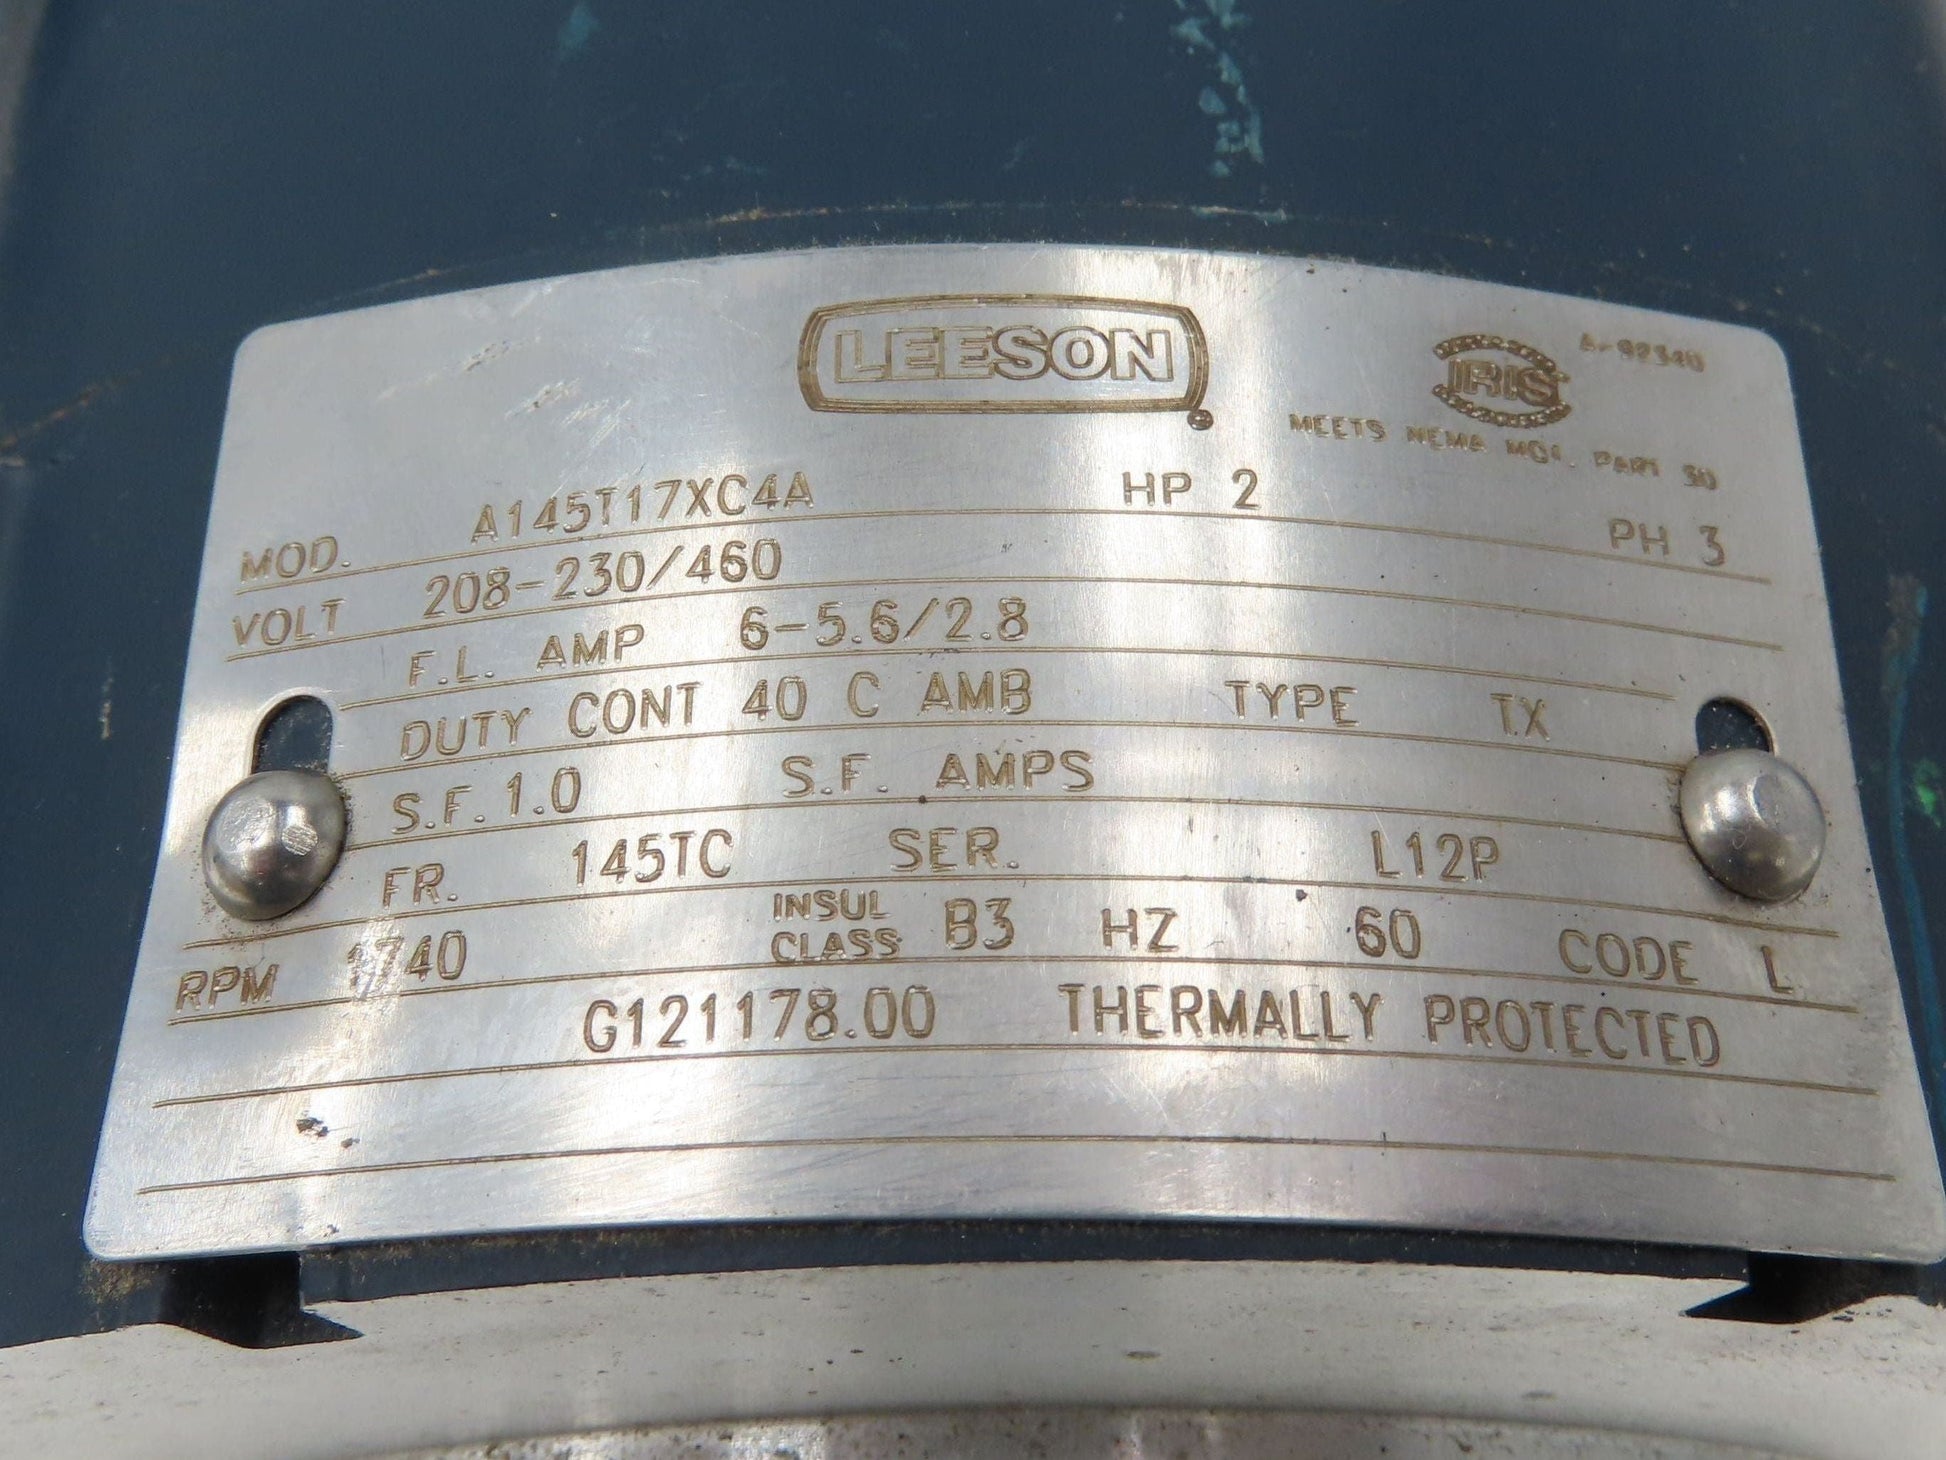 LEESON
IRIS
A-92340
MEETS NEMA MG1. PART 30
MOD. A145T17XC4A HP 2 PH 3
VOLT 208-230/460
F.L. AMP 6-5.6/2.8
DUTY CONT 40 C AMB TYPE TX
S.F. 1.0 S.F. AMPS
FR. 145TC SER. L12P
RPM 1740 INSUL CLASS B3 HZ 60 CODE L
G121178.00 THERMALLY PROTECTED